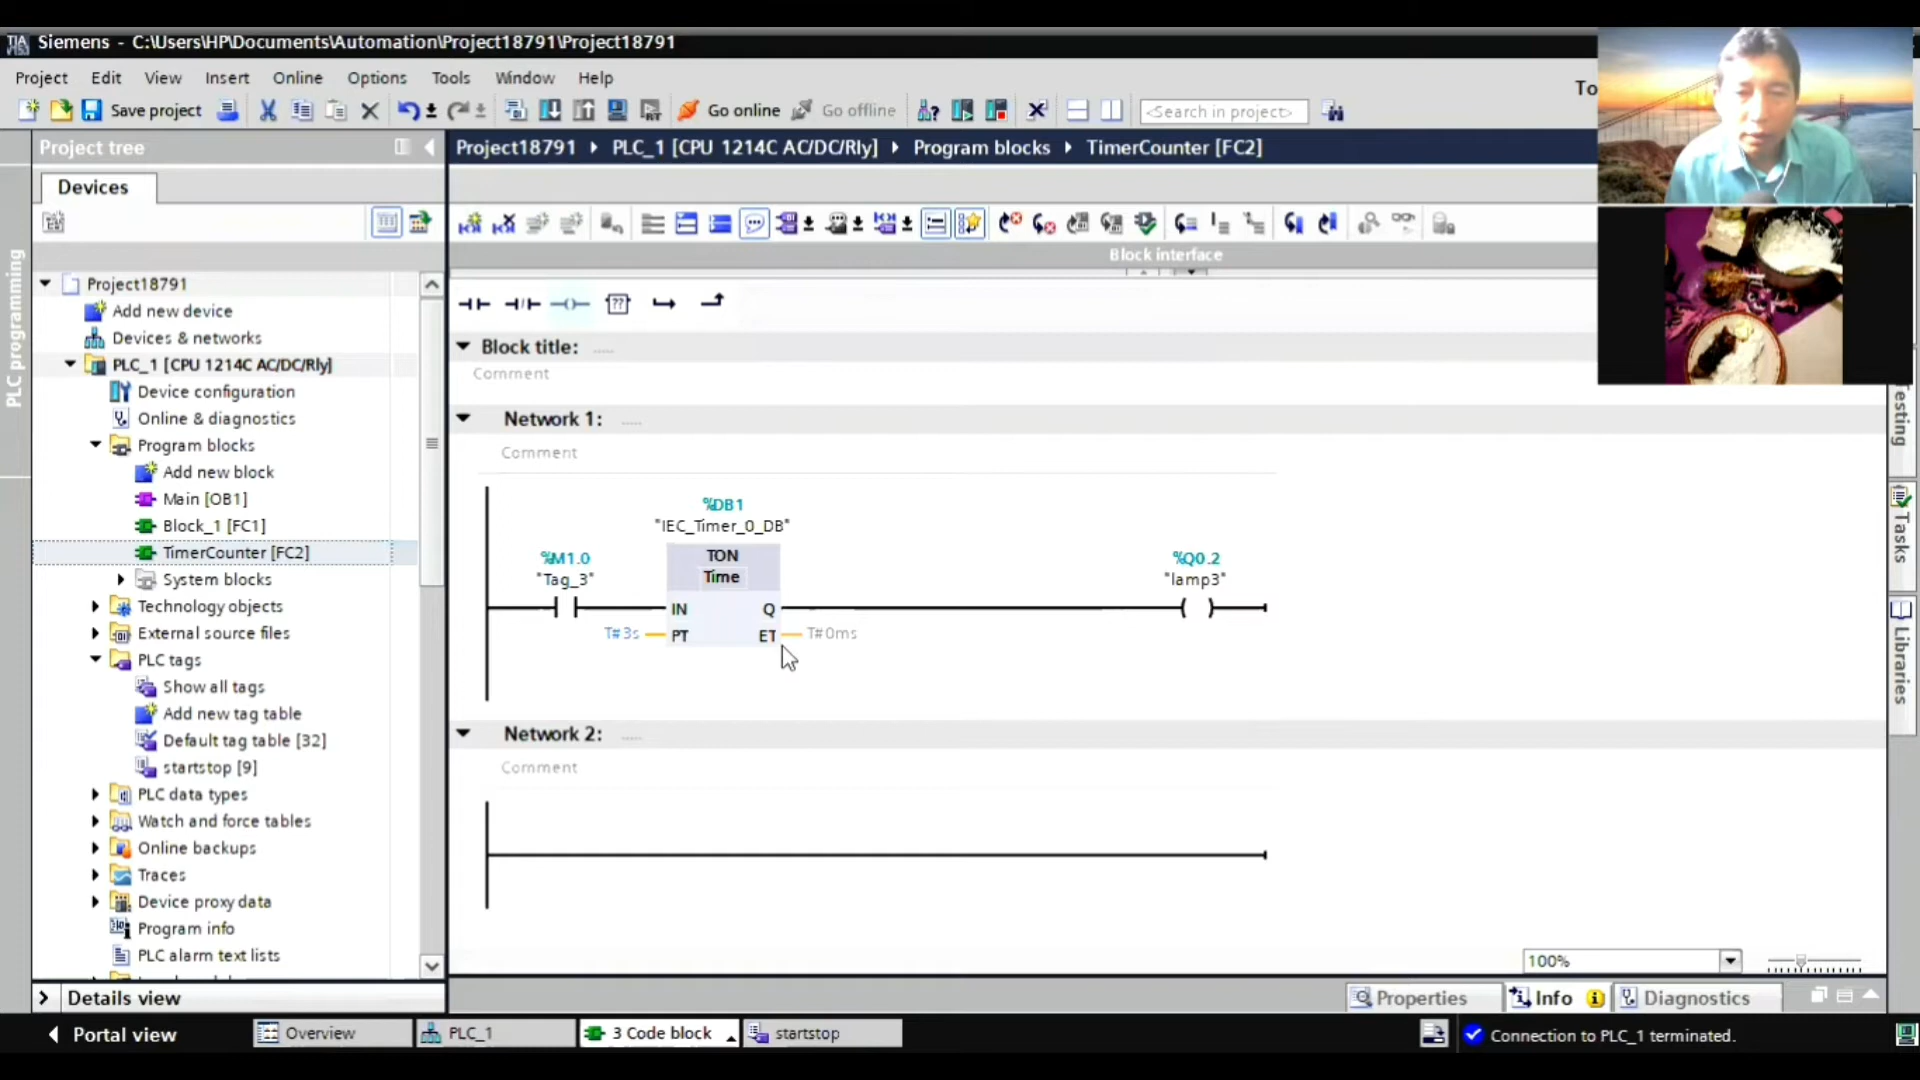 Siemens - C:\Users\HP\Documents\Automation\Project18791\Project18791
Project Edit View Insert Online Options Tools Window Help
To
Save project Go online Go offline <Search in project>
Project tree
Project18791 PLC_1 [CPU 1214C AC/DC/Rly] Program blocks TimerCounter [FC2]
Devices
PLC programming
Block interface
Project18791
Add new device
Devices & networks
PLC_1 [CPU 1214C AC/DC/Rly]
Device configuration
Online & diagnostics
Program blocks
Add new block
Main [OB1]
Block_1 [FC1]
TimerCounter [FC2]
System blocks
Technology objects
External source files
PLC tags
Show all tags
Add new tag table
Default tag table [32]
startstop [9]
PLC data types
Watch and force tables
Online backups
Traces
Device proxy data
Program info
PLC alarm text lists
Details view
??
Block title: .....
Comment
Network 1: .....
Comment
%DB1
"IEC_Timer_0_DB"
TON
Time
%M1.0
"Tag_3"
%Q0.2
"lamp3"
IN Q
T#3s PT ET T#0ms
Network 2: .....
Comment
100%
Testing
Tasks
Libraries
Properties Info Diagnostics
Portal view Overview PLC_1 3 Code block startstop Connection to PLC_1 terminated.